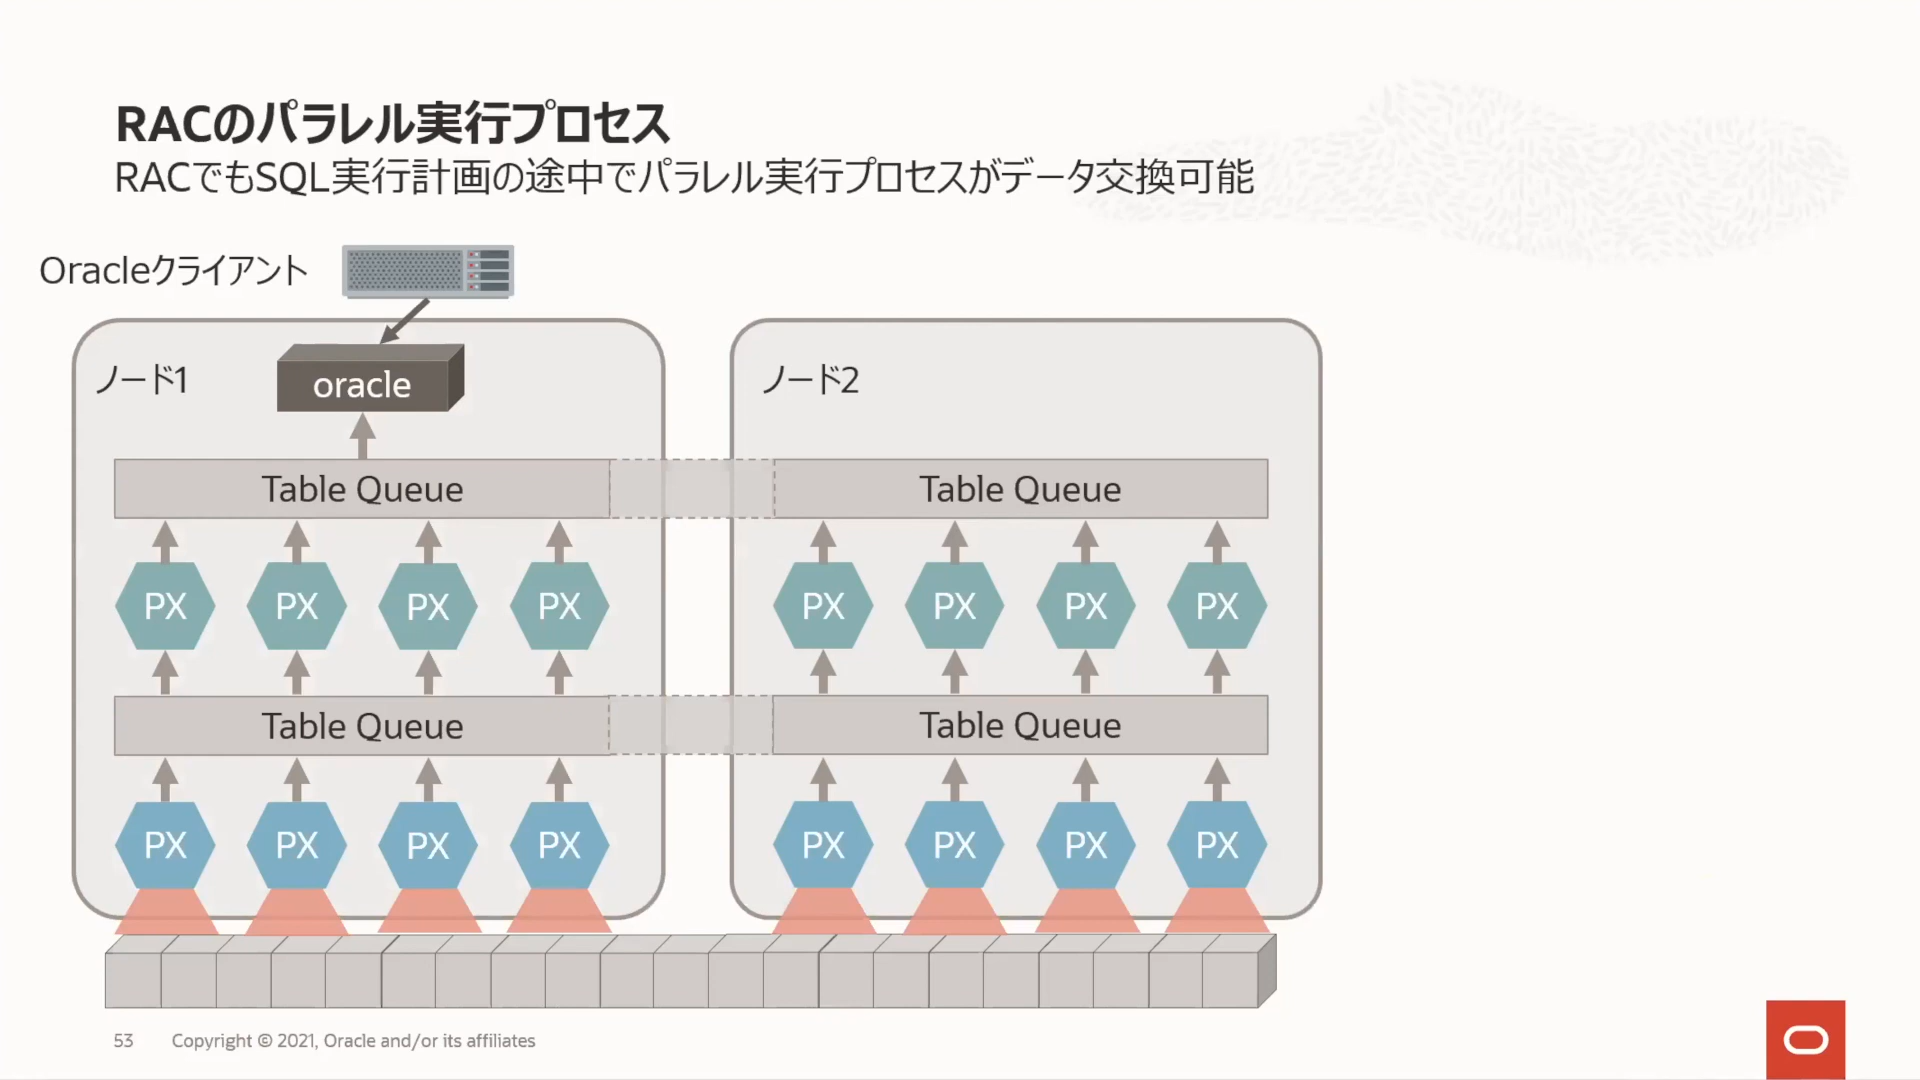 RACのパラレル実行プロセス
RACでもSQL実行計画の途中でパラレル実行プロセスがデータ交換可能
Oracleクライアント
ノード1
oracle
ノード2
Table Queue
Table Queue
PX PX PX PX PX PX PX PX
Table Queue
Table Queue
PX PX PX PX PX PX PX PX
53 Copyright © 2021, Oracle and/or its affiliates